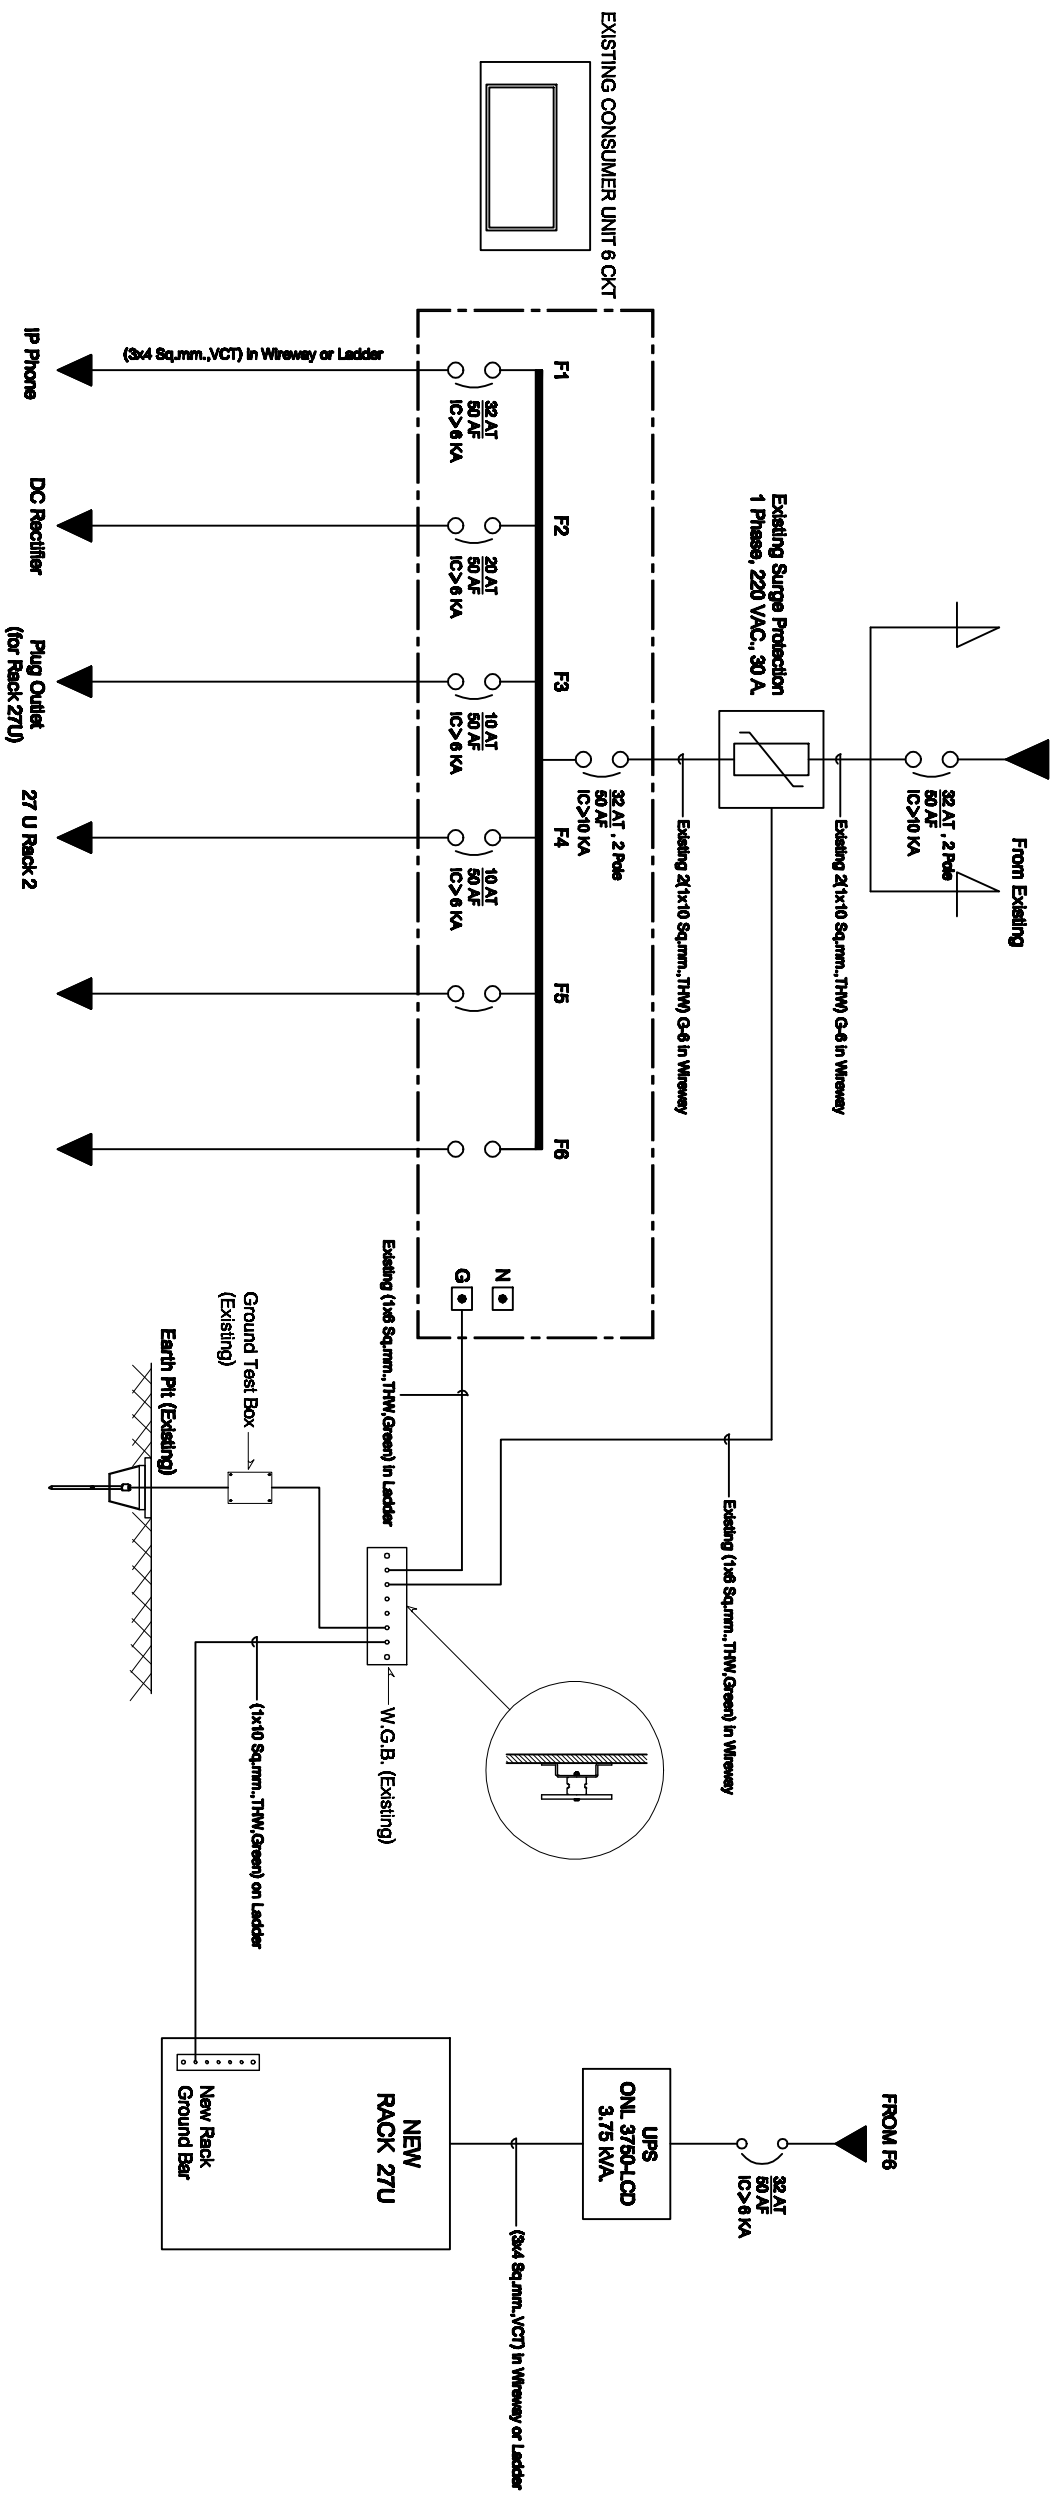 EXISTING CONSUMER UNIT 6 CKT
From Existing
32 AT , 2 Pole
50 AF
IC>10 KA
Existing 2(1x10 Sq.mm.,THW) G-6 in Wireway
Existing Surge Protection
1 Phase, 220 VAC., 30 A.
Existing 2(1x10 Sq.mm.,THW) G-6 in Wireway
32 AT , 2 Pole
50 AF
IC>10 KA
F1
32 AT
50 AF
IC>6 KA
(3x4 Sq.mm.,VCT) in Wireway or Ladder
IP Phone
F2
20 AT
50 AF
IC>6 KA
DC Rectifier
F3
10 AT
50 AF
IC>6 KA
Plug Outlet
(for Rack 27U)
F4
10 AT
50 AF
IC>6 KA
27 U Rack 2
F5
F6
N
G
Existing (1x6 Sq.mm.,THW,Green) in Ladder
Existing (1x6 Sq.mm.,THW,Green) in Wireway
Ground Test Box
(Existing)
Earth Pit (Existing)
W.G.B. (Existing)
(1x10 Sq.mm.,THW,Green) on Ladder
FROM F6
32 AT
50 AF
IC>6 KA
UPS
ONL 3750-LCD
3.75 kVA.
(3x4 Sq.mm.,VCT) in Wireway or Ladder
NEW
RACK 27U
New Rack
Ground Bar